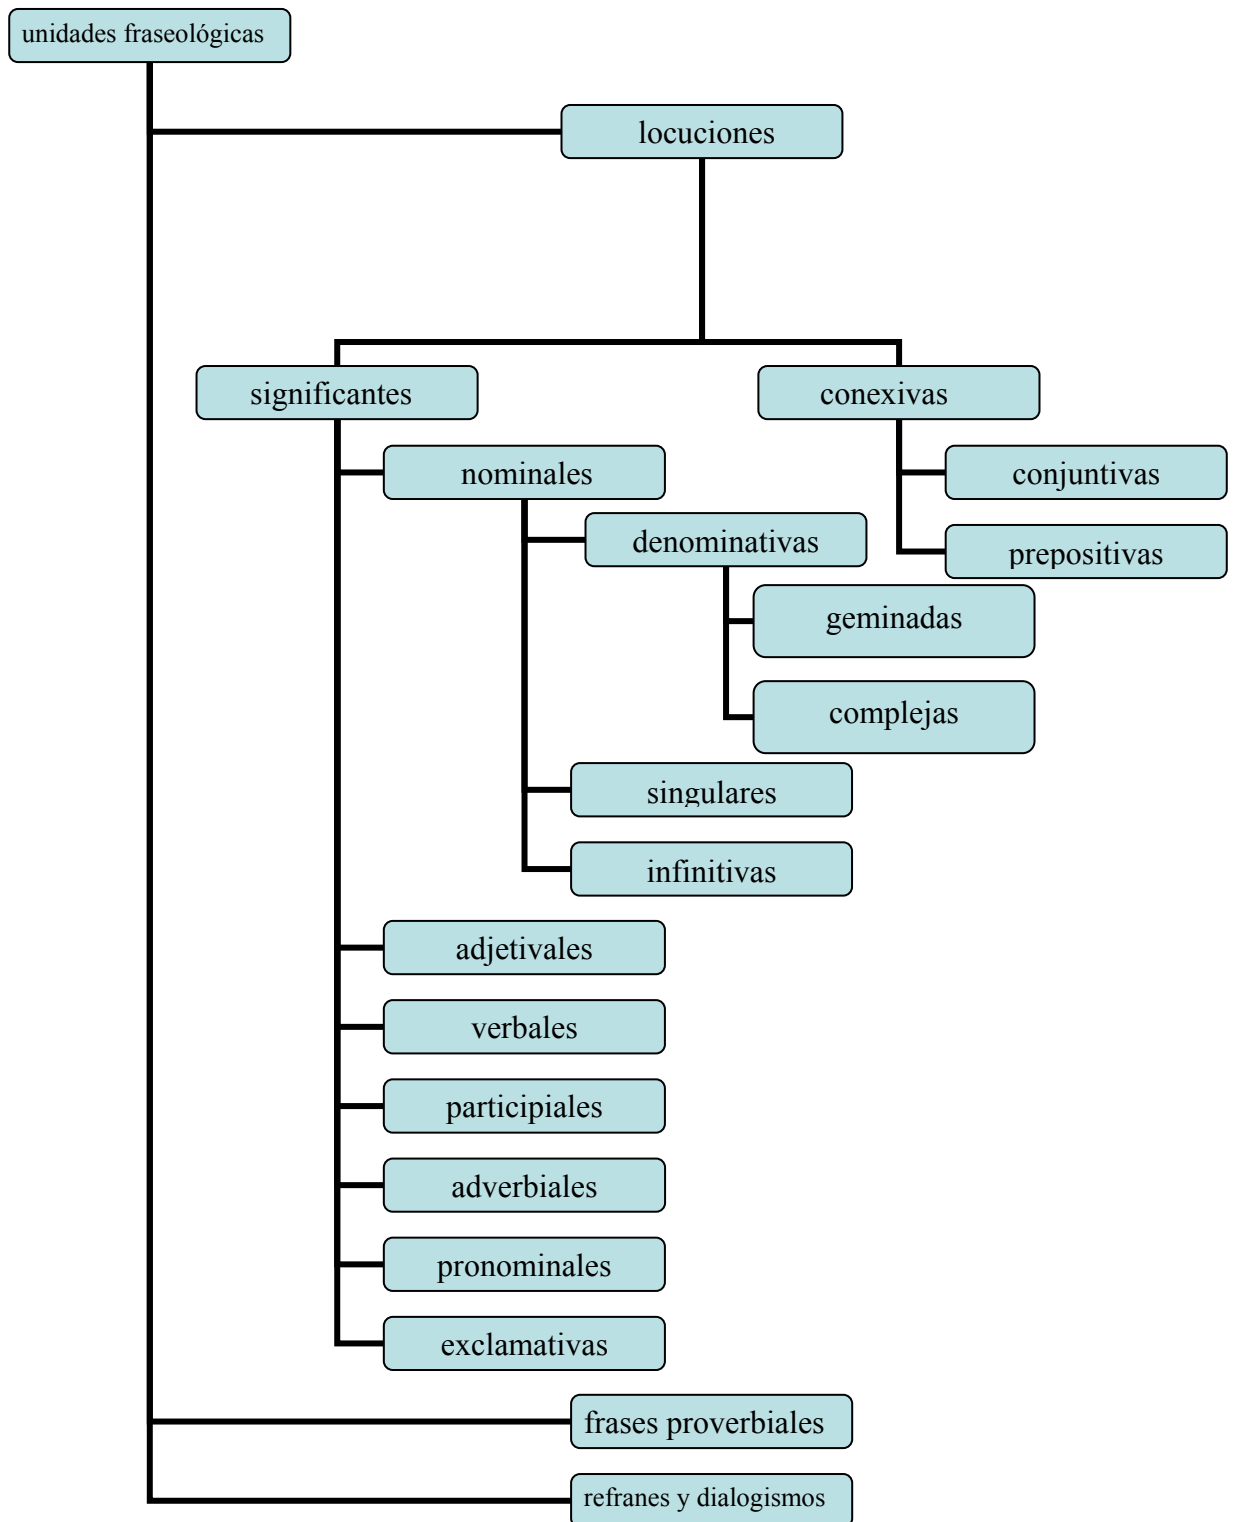 unidades fraseológicas
locuciones
significantes
conexivas
nominales
conjuntivas
denominativas
prepositivas
geminadas
complejas
singulares
infinitivas
adjetivales
verbales
participiales
adverbiales
pronominales
exclamativas
frases proverbiales
refranes y dialogismos